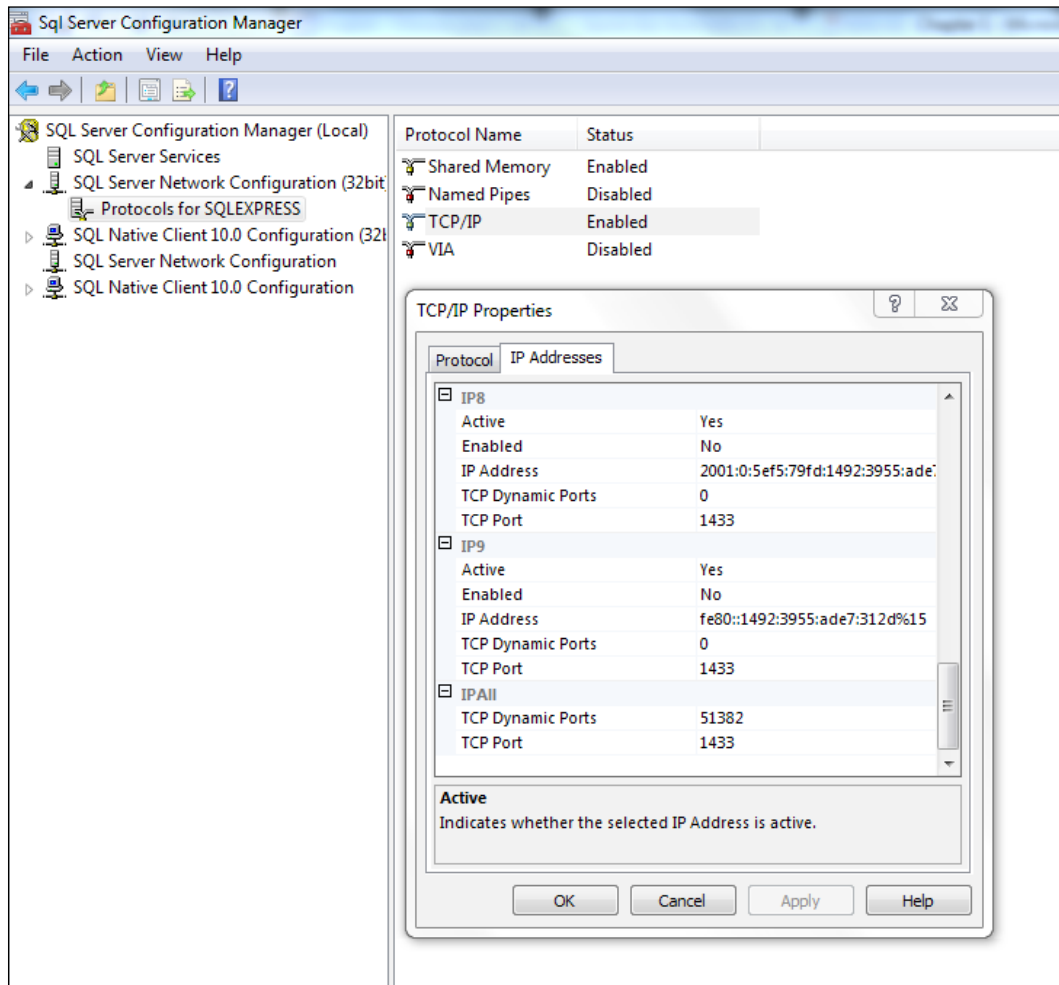 Sql Server Configuration Manager
File Action View Help
SQL Server Configuration Manager (Local)
SQL Server Services
SQL Server Network Configuration (32bit
Protocols for SQLEXPRESS
SQL Native Client 10.0 Configuration (32b
SQL Server Network Configuration
SQL Native Client 10.0 Configuration
Protocol Name Status
Shared Memory Enabled
Named Pipes Disabled
TCP/IP Enabled
VIA Disabled
TCP/IP Properties
Protocol IP Addresses
IP8
Active Yes
Enabled No
IP Address 2001:0:5ef5:79fd:1492:3955:ade7
TCP Dynamic Ports 0
TCP Port 1433
IP9
Active Yes
Enabled No
IP Address fe80::1492:3955:ade7:312d%15
TCP Dynamic Ports 0
TCP Port 1433
IPAll
TCP Dynamic Ports 51382
TCP Port 1433
Active
Indicates whether the selected IP Address is active.
OK Cancel Apply Help